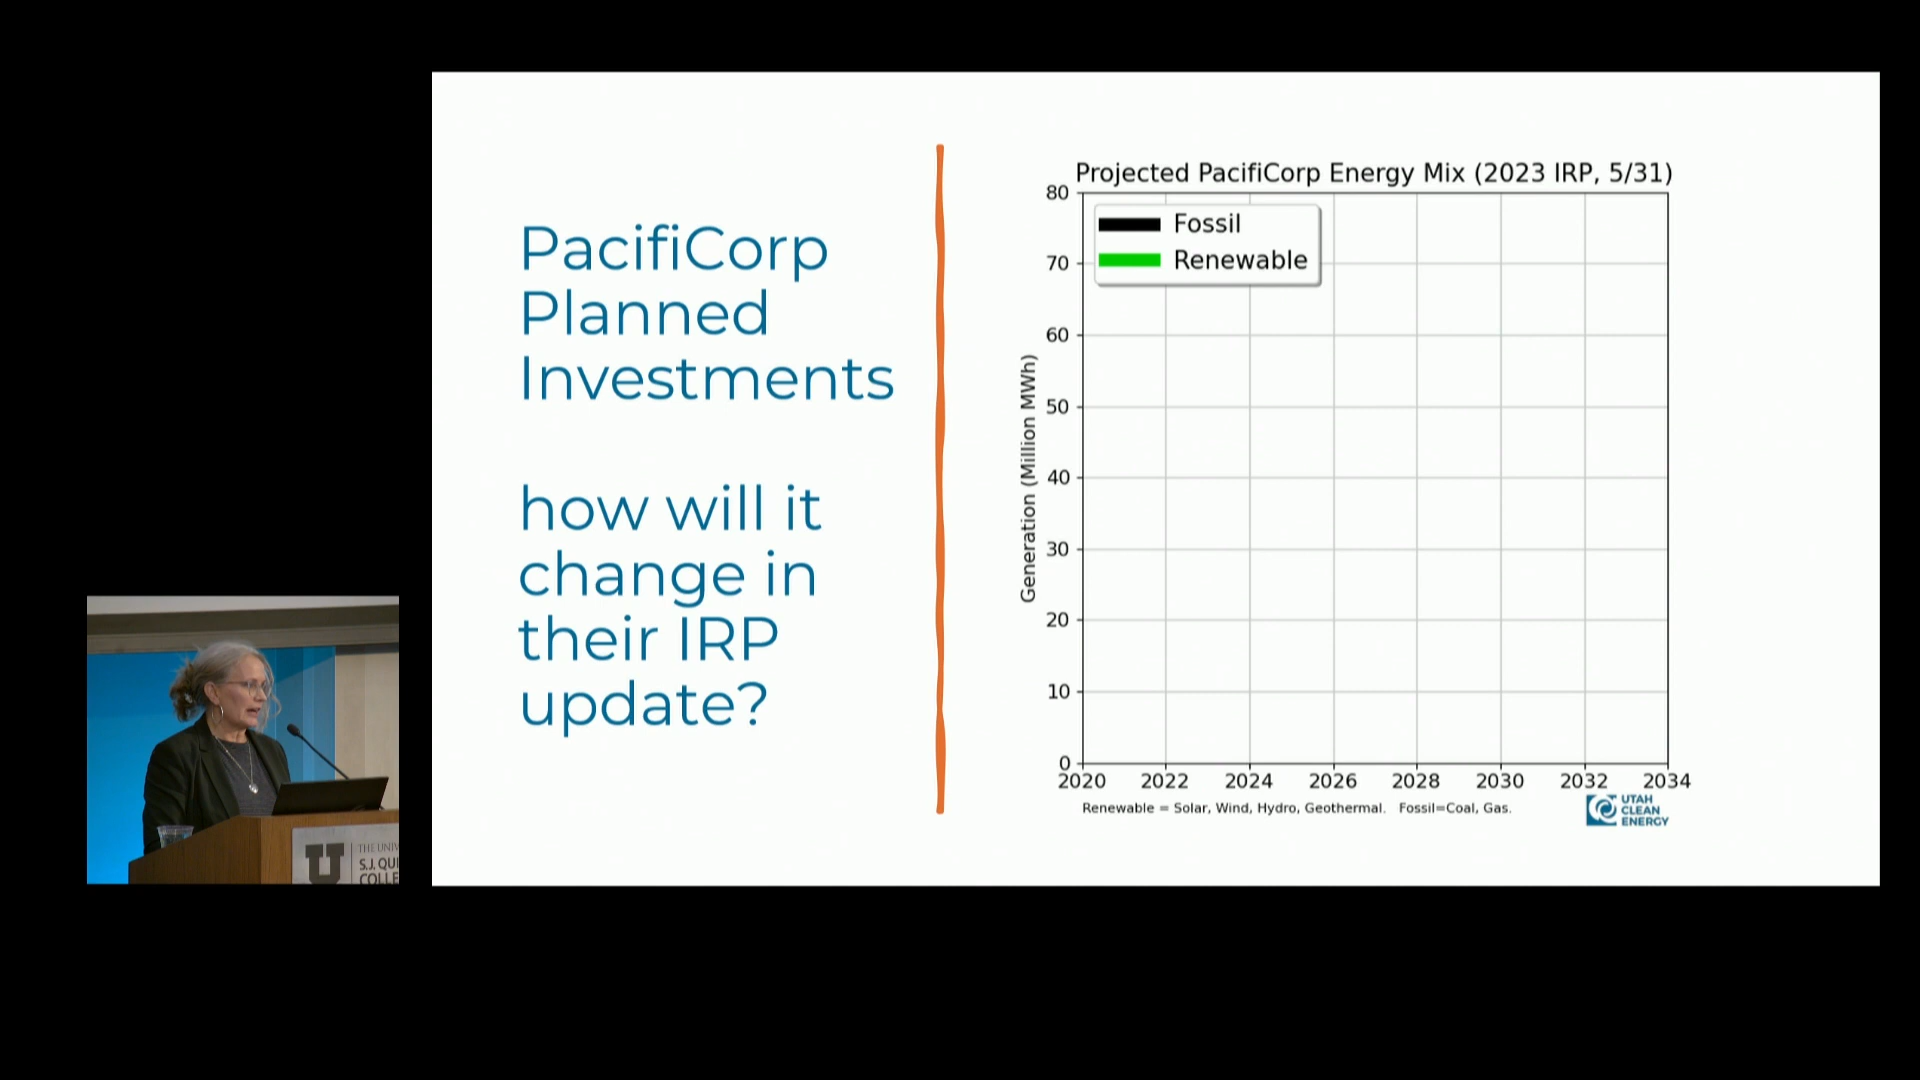 PacifiCorp
Planned
Investments
how will it
change in
their IRP
update?
Projected PacifiCorp Energy Mix (2023 IRP, 5/31)
Fossil
Renewable
Generation (Million MWh)
80
70
60
50
40
30
20
10
0
2020 2022 2024 2026 2028 2030 2032 2034
Renewable = Solar, Wind, Hydro, Geothermal. Fossil=Coal, Gas.
UTAH
CLEAN
ENERGY
U
THE UNIV
S.J. QUI
COLLE